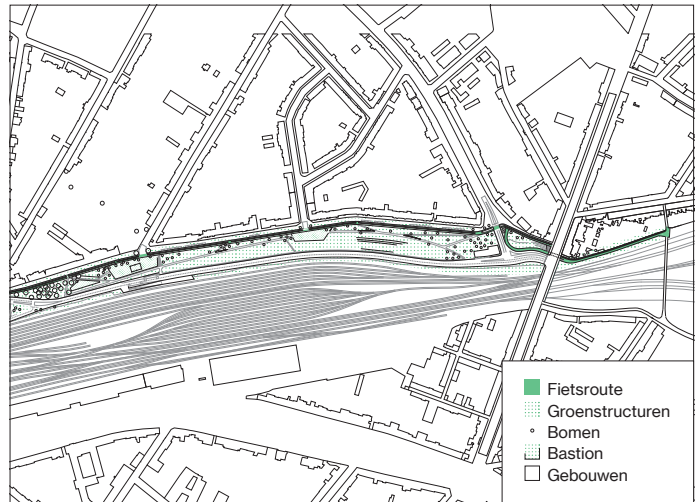 Fietsroute
Groenstructuren
Bomen
Bastion
Gebouwen